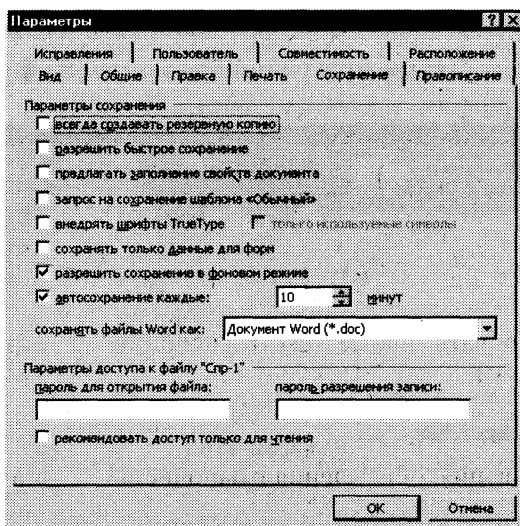 Параметры
Исправления Пользователь Совместимость Расположение
Вид Общие Правка Печать Сохранение Правописание
Параметры сохранения
всегда создавать резервную копию
разрешить быстрое сохранение
предлагать заполнение свойств документа
запрос на сохранение шаблона «Обычный»
внедрять шрифты TrueType только используемые символы
сохранять только данные для форм
разрешить сохранение в фоновом режиме
автосохранение каждые: 10 минут
сохранять файлы Word как: Документ Word (*.doc)
Параметры доступа к файлу "Спр-1"
пароль для открытия файла: пароль разрешения записи:
рекомендовать доступ только для чтения
ОК Отмена